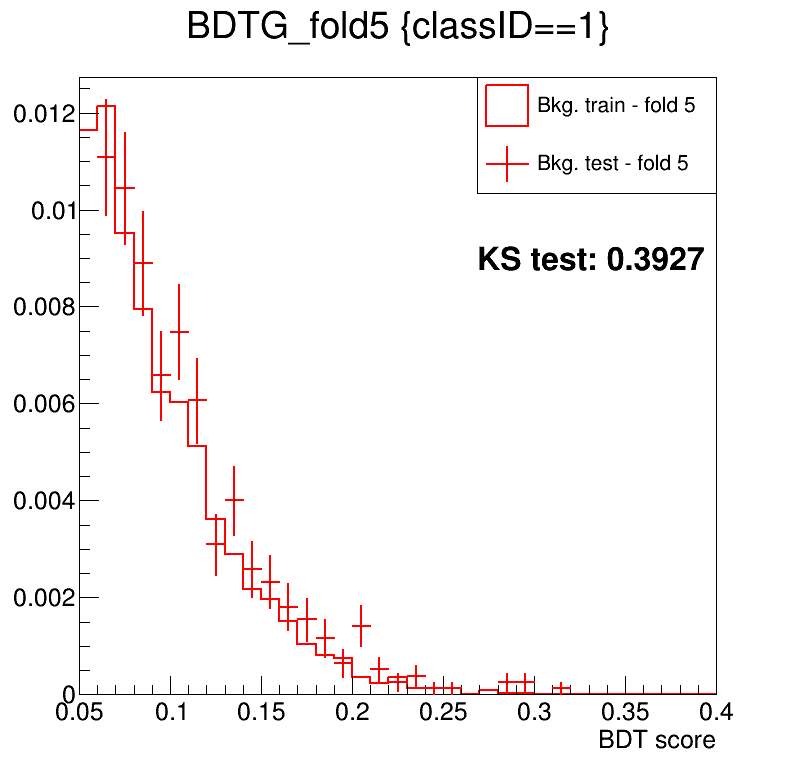 BDTG_fold5 {classID==1}
Bkg. train - fold 5
Bkg. test - fold 5
KS test: 0.3927
0.012
0.01
0.008
0.006
0.004
0.002
0
0.05 0.1 0.15 0.2 0.25 0.3 0.35 0.4
BDT score